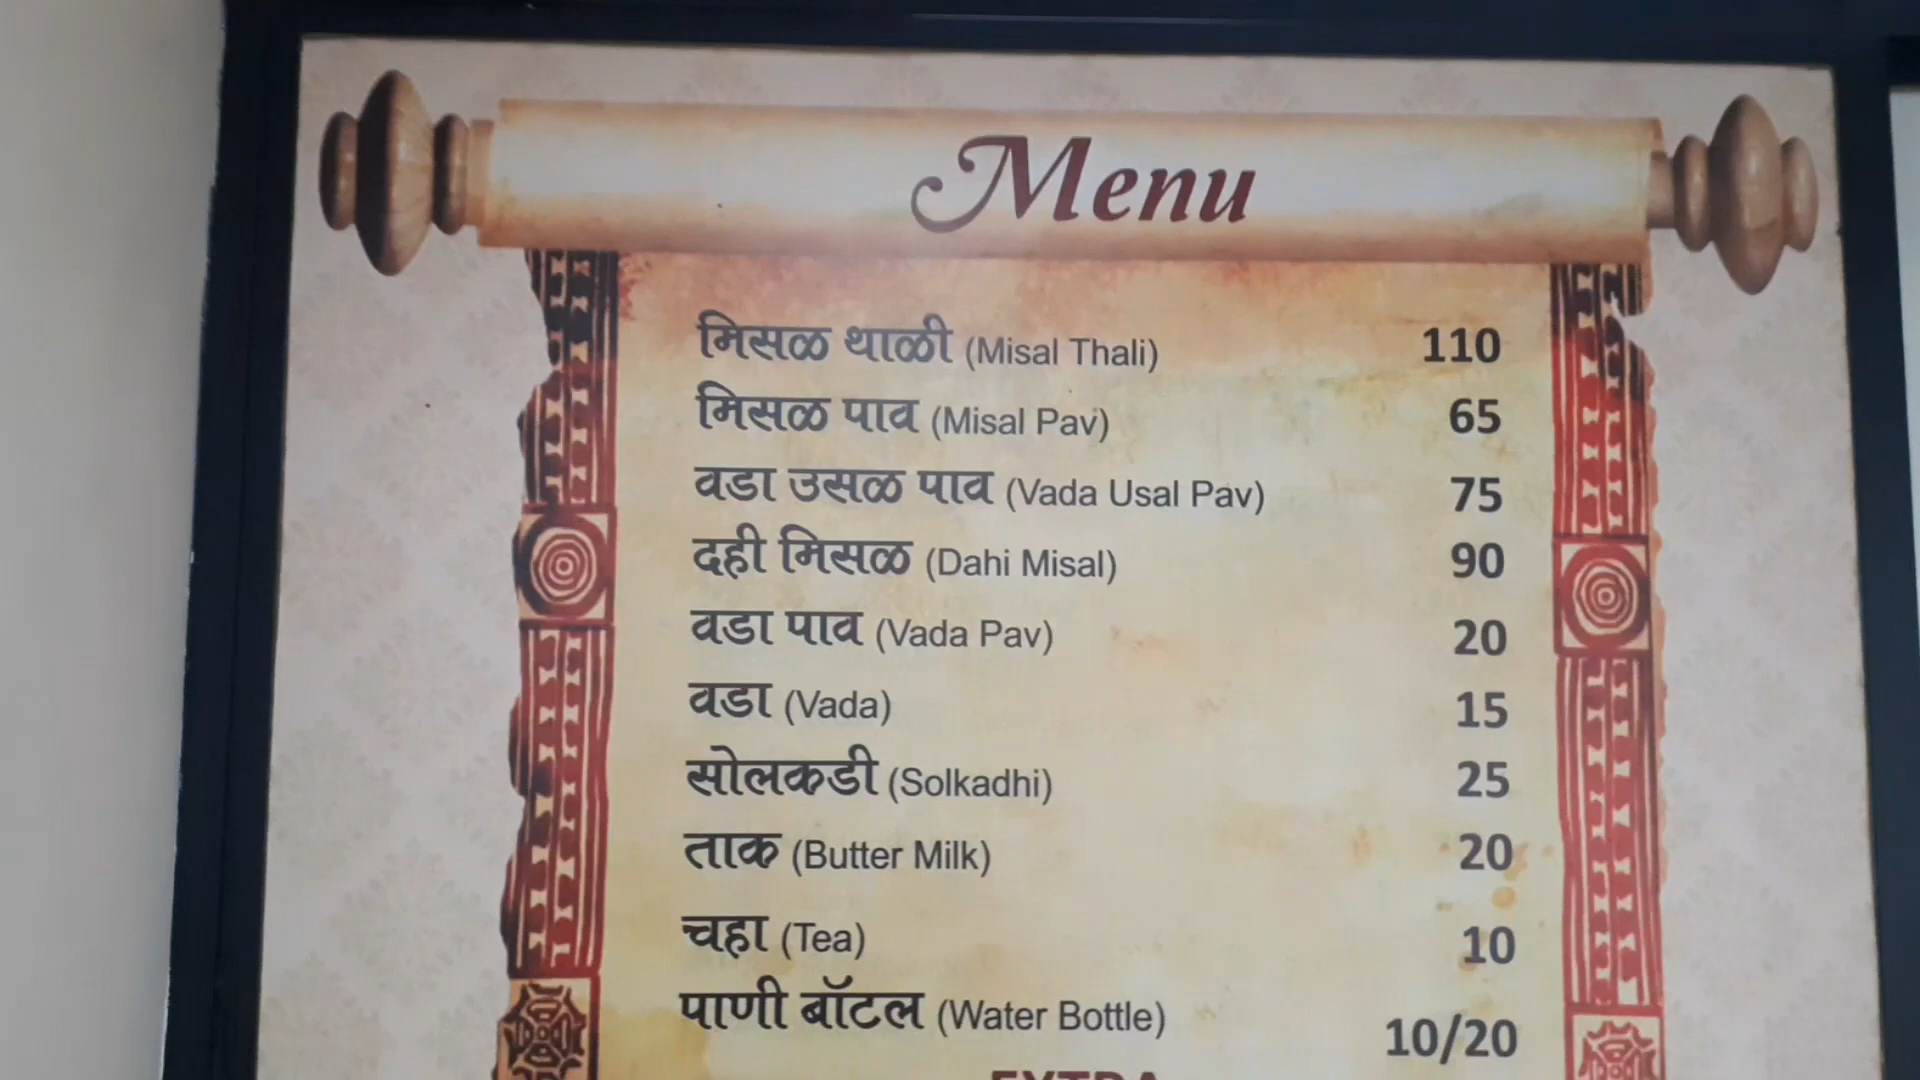 Menu
मिसळ थाळी (Misal Thali) 110
मिसळ पाव (Misal Pav) 65
वडा उसळ पाव (Vada Usal Pav) 75
दही मिसळ (Dahi Misal) 90
वडा पाव (Vada Pav) 20
वडा (Vada) 15
सोलकडी (Solkadhi) 25
ताक (Butter Milk) 20
चहा (Tea) 10
पाणी बॉटल (Water Bottle) 10/20
EXTRA